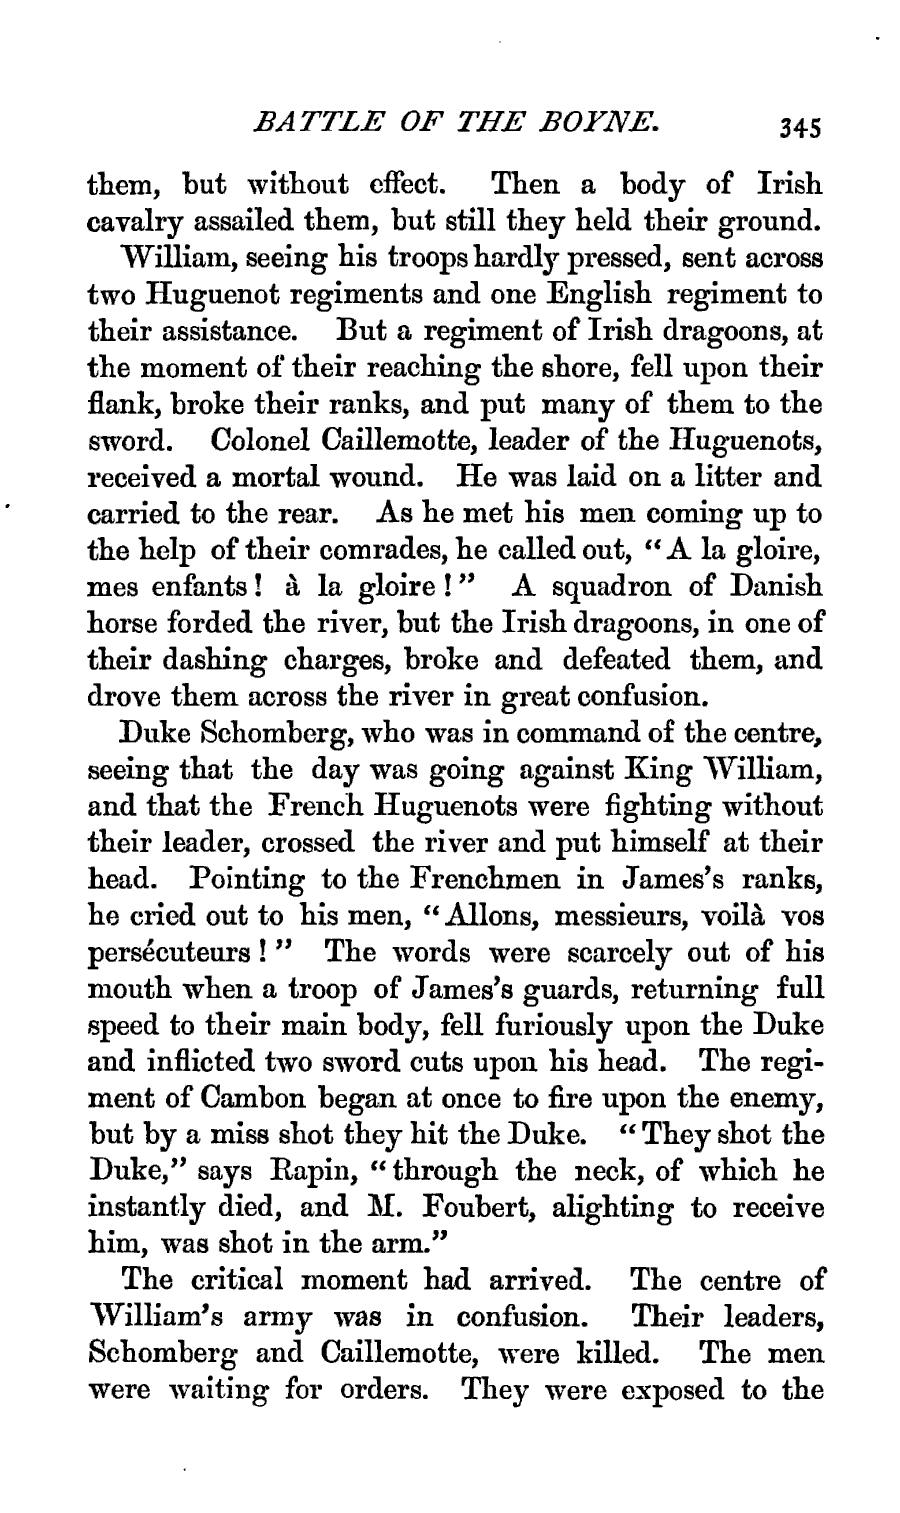 BATTLE OF THE BOYNE. 345
them, but without effect. Then a body of Irish
cavalry assailed them, but still they held their ground.
William, seeing his troops hardly pressed, sent across
two Huguenot regiments and one English regiment to
their assistance. But a regiment of Irish dragoons, at
the moment of their reaching the shore, fell upon their
flank, broke their ranks, and put many of them to the
sword. Colonel Caillemotte, leader of the Huguenots,
received a mortal wound. He was laid on a litter and
carried to the rear. As he met his men coming up to
the help of their comrades, he called out, “A la gloire,
mes enfants! à la gloire!” A squadron of Danish
horse forded the river, but the Irish dragoons, in one of
their dashing charges, broke and defeated them, and
drove them across the river in great confusion.
Duke Schomberg, who was in command of the centre,
seeing that the day was going against King William,
and that the French Huguenots were fighting without
their leader, crossed the river and put himself at their
head. Pointing to the Frenchmen in James’s ranks,
he cried out to his men, “Allons, messieurs, voilà vos
persécuteurs!” The words were scarcely out of his
mouth when a troop of James’s guards, returning full
speed to their main body, fell furiously upon the Duke
and inflicted two sword cuts upon his head. The regi-
ment of Cambon began at once to fire upon the enemy,
but by a miss shot they hit the Duke. “They shot the
Duke,” says Rapin, “through the neck, of which he
instantly died, and M. Foubert, alighting to receive
him, was shot in the arm.”
The critical moment had arrived. The centre of
William’s army was in confusion. Their leaders,
Schomberg and Caillemotte, were killed. The men
were waiting for orders. They were exposed to the